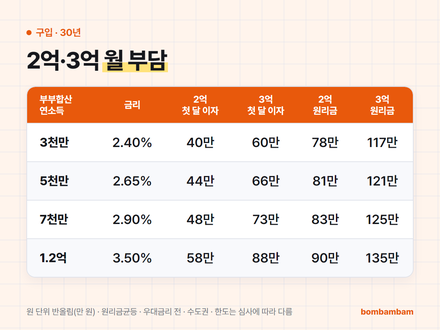 구입 · 30년
2억·3억 월 부담
부부합산 연소득 금리 2억 첫 달 이자 3억 첫 달 이자 2억 원리금 3억 원리금
3천만 2.40% 40만 60만 78만 117만
5천만 2.65% 44만 66만 81만 121만
7천만 2.90% 48만 73만 83만 125만
1.2억 3.50% 58만 88만 90만 135만
원 단위 반올림(만 원) · 원리금균등 · 우대금리 전 · 수도권 · 한도는 심사에 따라 다름
bombambam